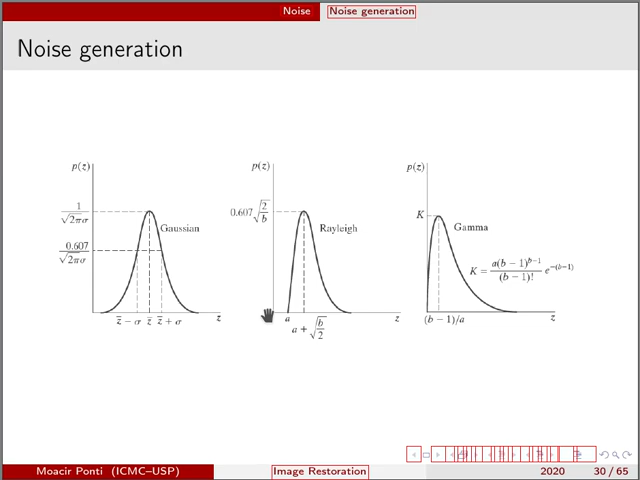 Noise Noise generation
Noise generation
p(z)
1/√2πσ
0.607/√2πσ
Gaussian
z̅ − σ z̅ z̅ + σ z
p(z)
0.607√2/b
Rayleigh
a z
a + √b/2
p(z)
K
Gamma
K = a(b − 1)^b−1/(b − 1)! e^−(b−1)
(b − 1)/a z
Moacir Ponti (ICMC–USP) Image Restoration 2020 30 / 65